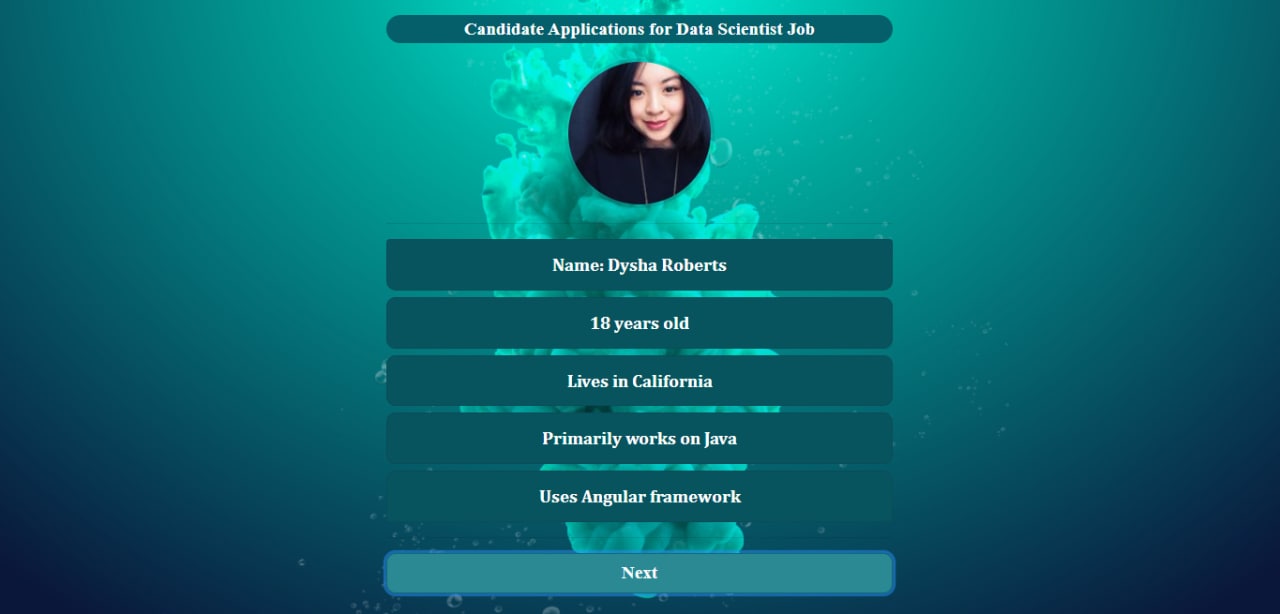 Candidate Applications for Data Scientist Job
Name: Dysha Roberts
18 years old
Lives in California
Primarily works on Java
Uses Angular framework
Next